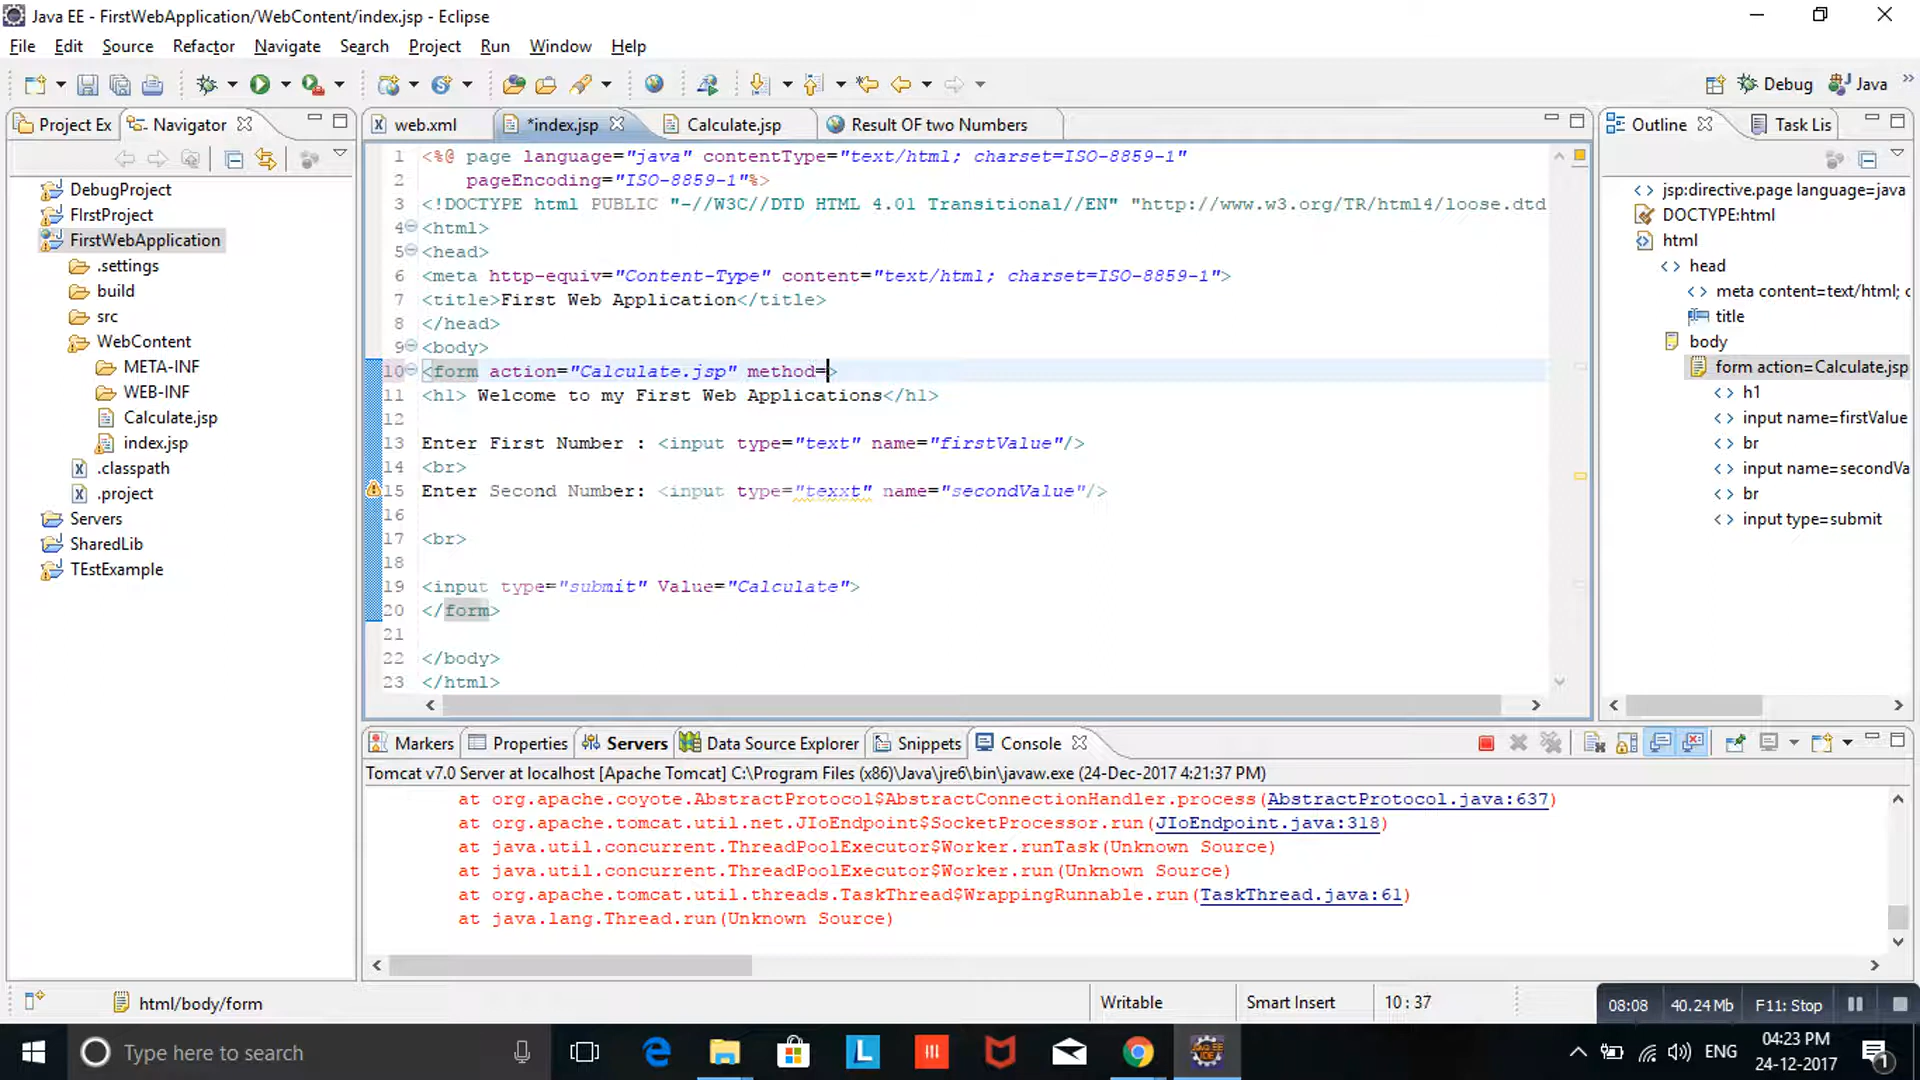 Java EE - FirstWebApplication/WebContent/index.jsp - Eclipse
File Edit Source Refactor Navigate Search Project Run Window Help
Debug Java
Project Ex Navigator
DebugProject
FIrstProject
FirstWebApplication
.settings
build
src
WebContent
META-INF
WEB-INF
Calculate.jsp
index.jsp
.classpath
.project
Servers
SharedLib
TEstExample
web.xml *index.jsp Calculate.jsp Result OF two Numbers
1 <%@ page language="java" contentType="text/html; charset=ISO-8859-1"
2 pageEncoding="ISO-8859-1"%>
3 <!DOCTYPE html PUBLIC "-//W3C//DTD HTML 4.01 Transitional//EN" "http://www.w3.org/TR/html4/loose.dtd
4 <html>
5 <head>
6 <meta http-equiv="Content-Type" content="text/html; charset=ISO-8859-1">
7 <title>First Web Application</title>
8 </head>
9 <body>
10 <form action="Calculate.jsp" method=>
11 <h1> Welcome to my First Web Applications</h1>
12
13 Enter First Number : <input type="text" name="firstValue"/>
14 <br>
15 Enter Second Number: <input type="texxt" name="secondValue"/>
16
17 <br>
18
19 <input type="submit" Value="Calculate">
20 </form>
21
22 </body>
23 </html>
Outline Task Lis
jsp:directive.page language=java
DOCTYPE:html
html
head
meta content=text/html; c
title
body
form action=Calculate.jsp
h1
input name=firstValue
br
input name=secondVa
br
input type=submit
Markers Properties Servers Data Source Explorer Snippets Console
Tomcat v7.0 Server at localhost [Apache Tomcat] C:\Program Files (x86)\Java\jre6\bin\javaw.exe (24-Dec-2017 4:21:37 PM)
at org.apache.coyote.AbstractProtocol$AbstractConnectionHandler.process(AbstractProtocol.java:637)
at org.apache.tomcat.util.net.JIoEndpoint$SocketProcessor.run(JIoEndpoint.java:318)
at java.util.concurrent.ThreadPoolExecutor$Worker.runTask(Unknown Source)
at java.util.concurrent.ThreadPoolExecutor$Worker.run(Unknown Source)
at org.apache.tomcat.util.threads.TaskThread$WrappingRunnable.run(TaskThread.java:61)
at java.lang.Thread.run(Unknown Source)
html/body/form Writable Smart Insert 10 : 37
08:08 40.24 Mb F11: Stop
Type here to search
ENG
04:23 PM
24-12-2017
1